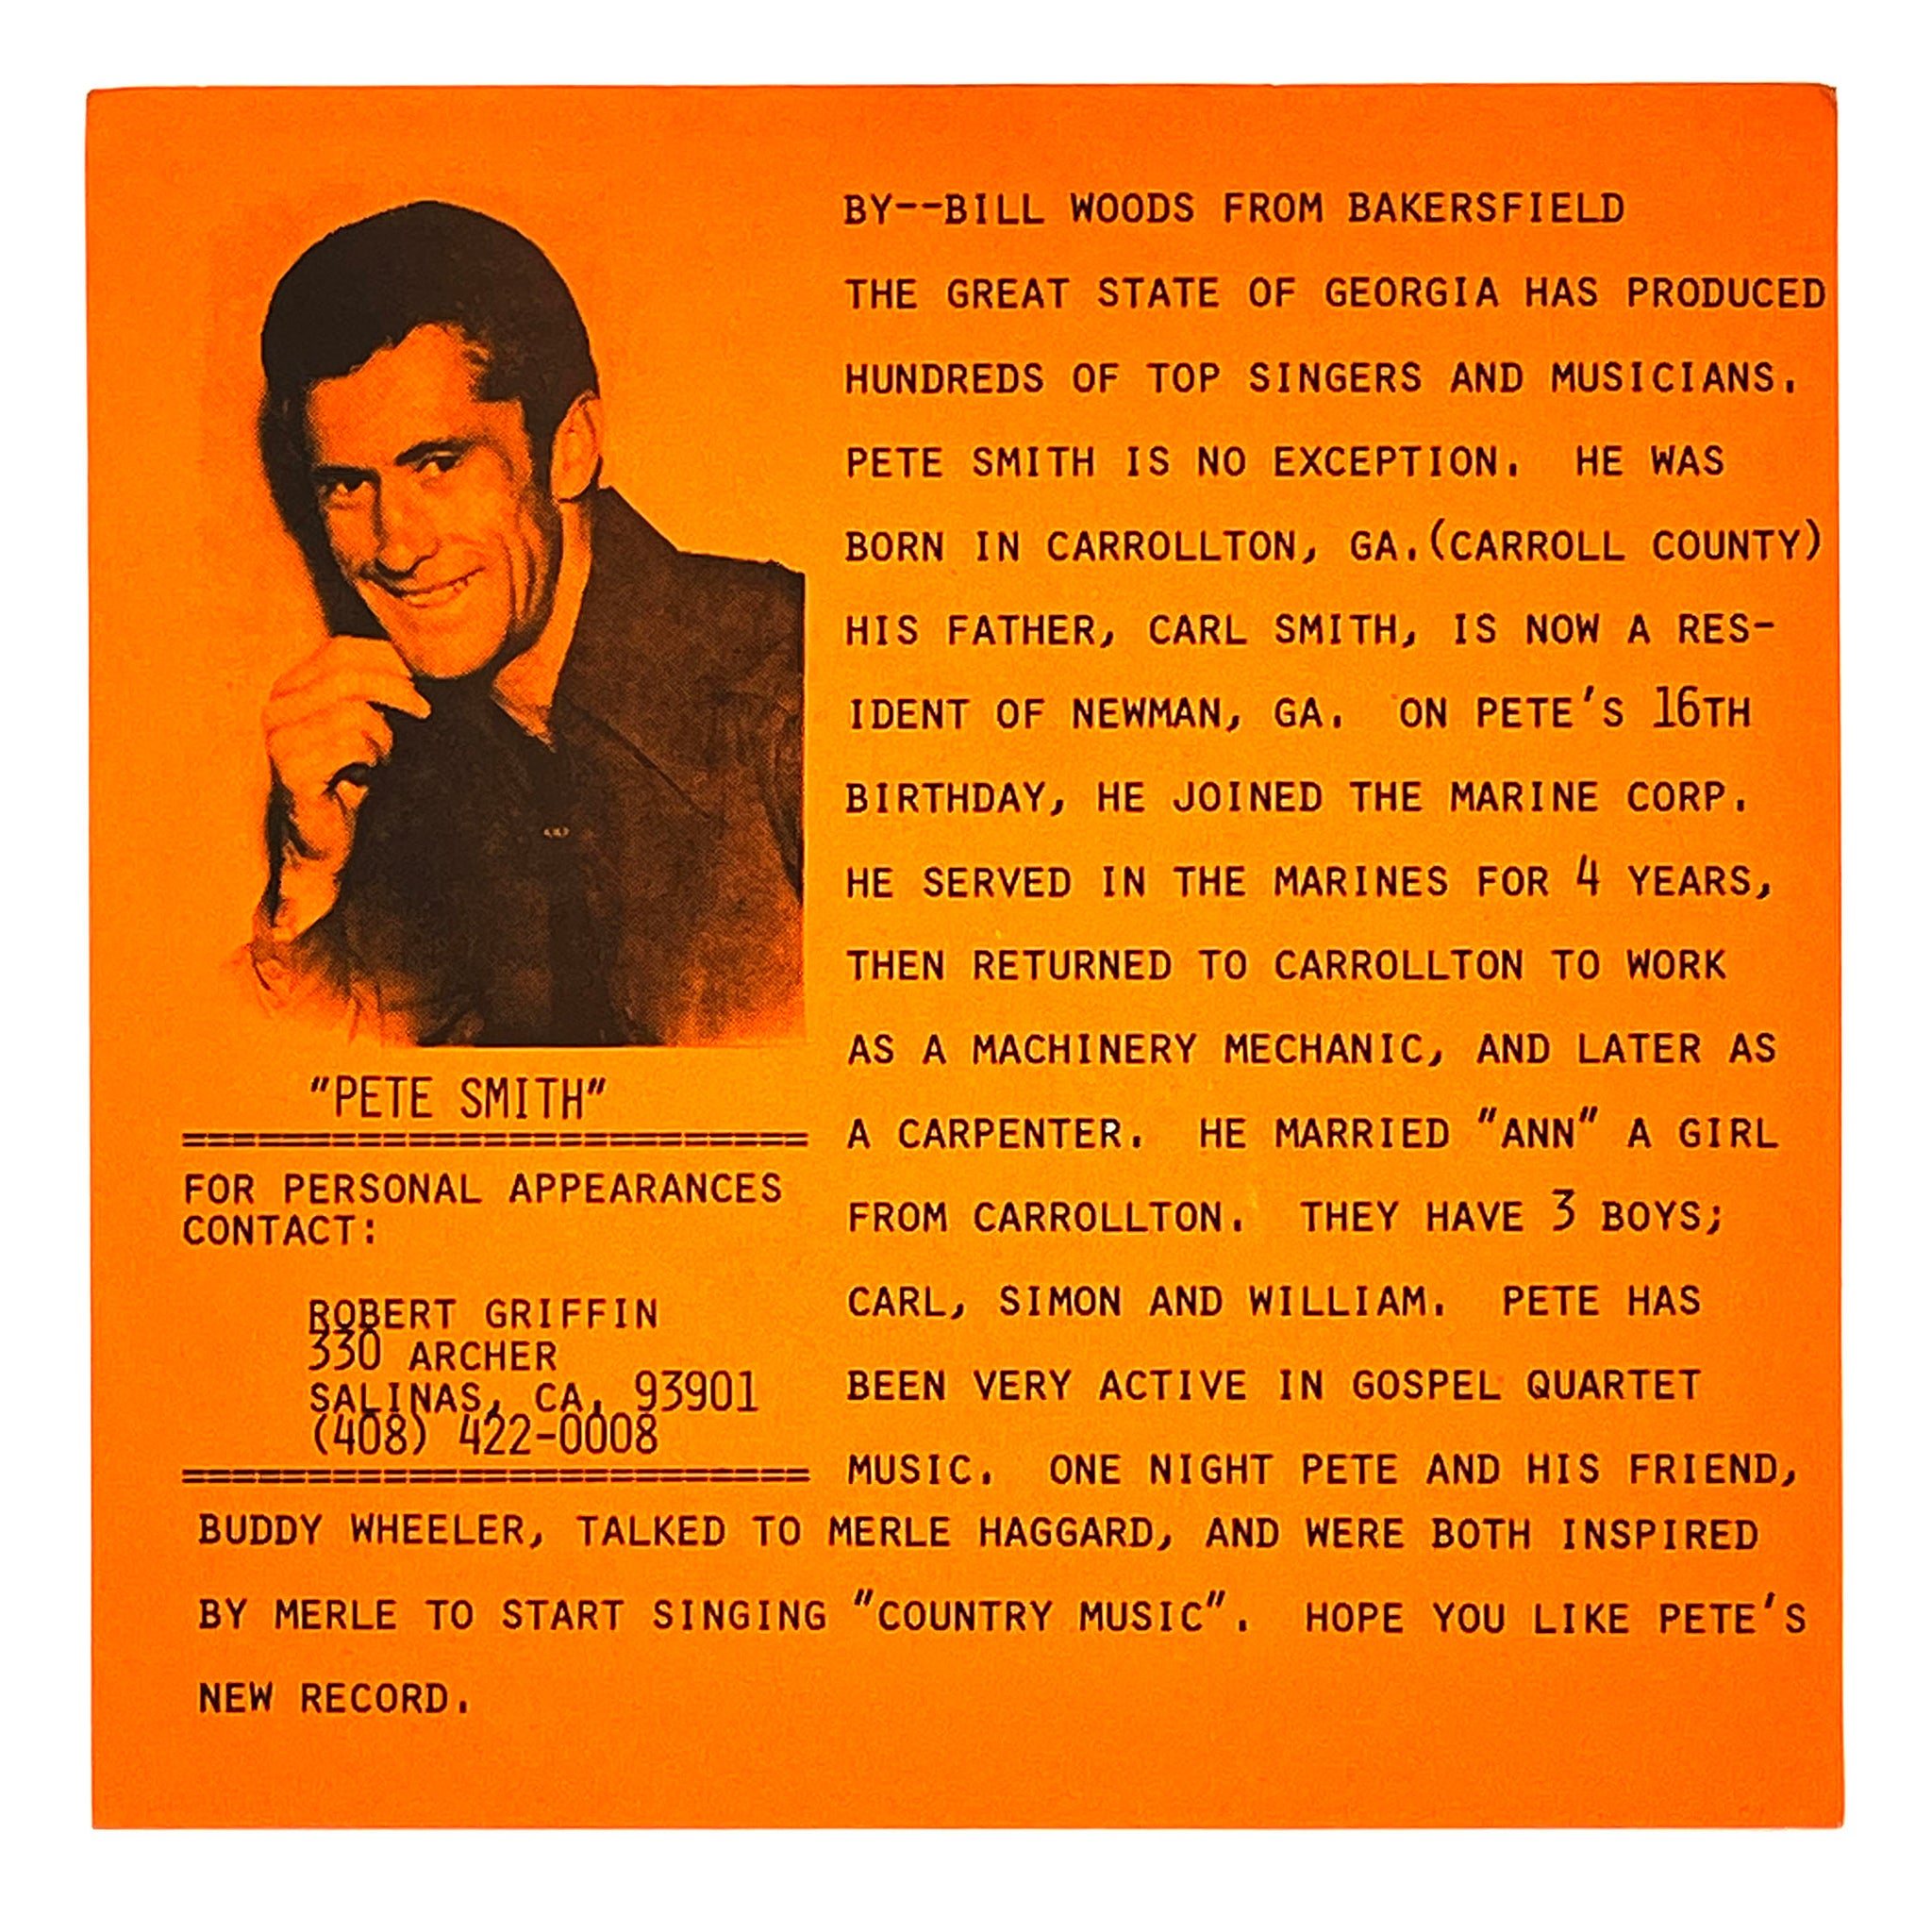 BY--BILL WOODS FROM BAKERSFIELD
THE GREAT STATE OF GEORGIA HAS PRODUCED
HUNDREDS OF TOP SINGERS AND MUSICIANS.
PETE SMITH IS NO EXCEPTION. HE WAS
BORN IN CARROLLTON, GA.(CARROLL COUNTY)
HIS FATHER, CARL SMITH, IS NOW A RES-
IDENT OF NEWMAN, GA. ON PETE'S 16TH
BIRTHDAY, HE JOINED THE MARINE CORP.
HE SERVED IN THE MARINES FOR 4 YEARS,
THEN RETURNED TO CARROLLTON TO WORK
AS A MACHINERY MECHANIC, AND LATER AS
A CARPENTER. HE MARRIED "ANN" A GIRL
FROM CARROLLTON. THEY HAVE 3 BOYS;
CARL, SIMON AND WILLIAM. PETE HAS
BEEN VERY ACTIVE IN GOSPEL QUARTET
MUSIC. ONE NIGHT PETE AND HIS FRIEND,
BUDDY WHEELER, TALKED TO MERLE HAGGARD, AND WERE BOTH INSPIRED
BY MERLE TO START SINGING "COUNTRY MUSIC". HOPE YOU LIKE PETE'S
NEW RECORD.
"PETE SMITH"
=========================
FOR PERSONAL APPEARANCES
CONTACT:
ROBERT GRIFFIN
330 ARCHER
SALINAS, CA. 93901
(408) 422-0008
=========================